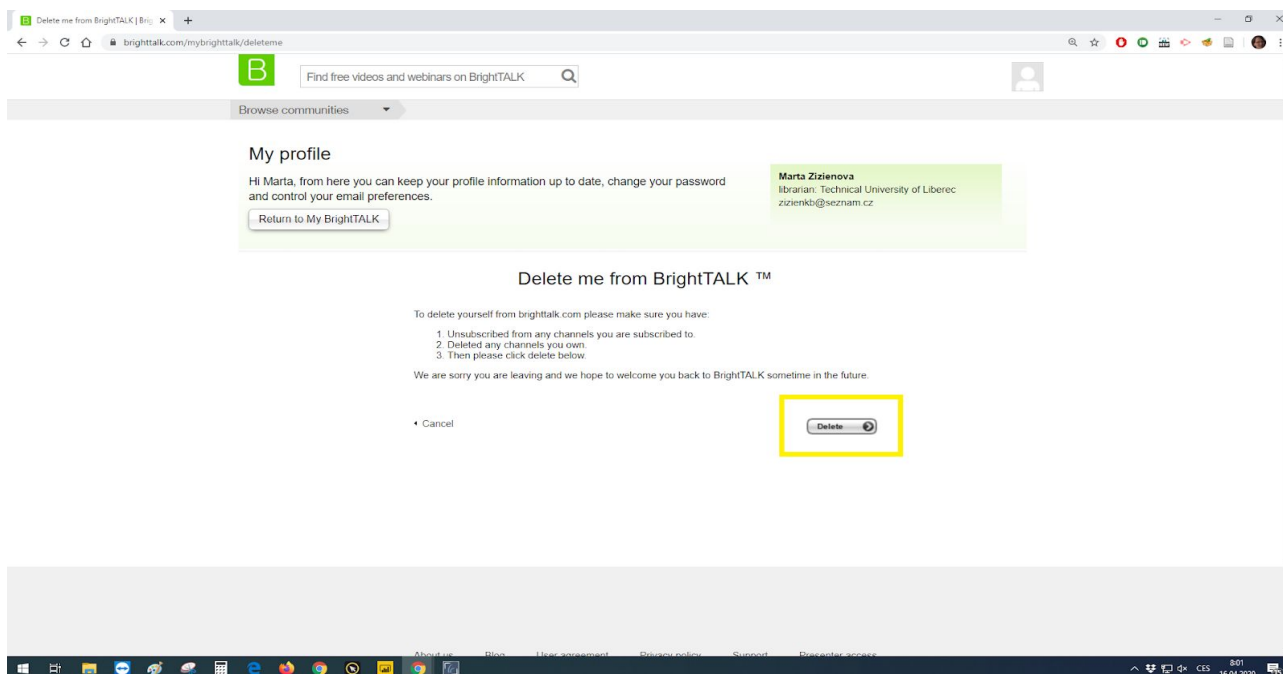 Delete me from BrightTALK | Brig
brighttalk.com/mybrighttalk/deleteme
B
Find free videos and webinars on BrightTALK
Browse communities
My profile
Hi Marta, from here you can keep your profile information up to date, change your password
and control your email preferences.
Return to My BrightTALK
Marta Zizienova
librarian: Technical University of Liberec
zizienkb@seznam.cz
Delete me from BrightTALK ™
To delete yourself from brighttalk.com please make sure you have:
1. Unsubscribed from any channels you are subscribed to.
2. Deleted any channels you own.
3. Then please click delete below.
We are sorry you are leaving and we hope to welcome you back to BrightTALK sometime in the future.
Cancel
Delete
About us Blog User agreement Privacy policy Support Presenter access
CES
8:01
16.04.2020